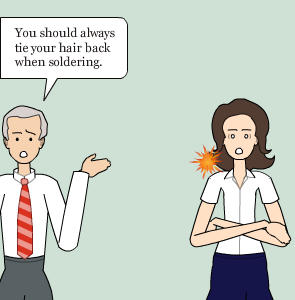 You should always
tie your hair back
when soldering.